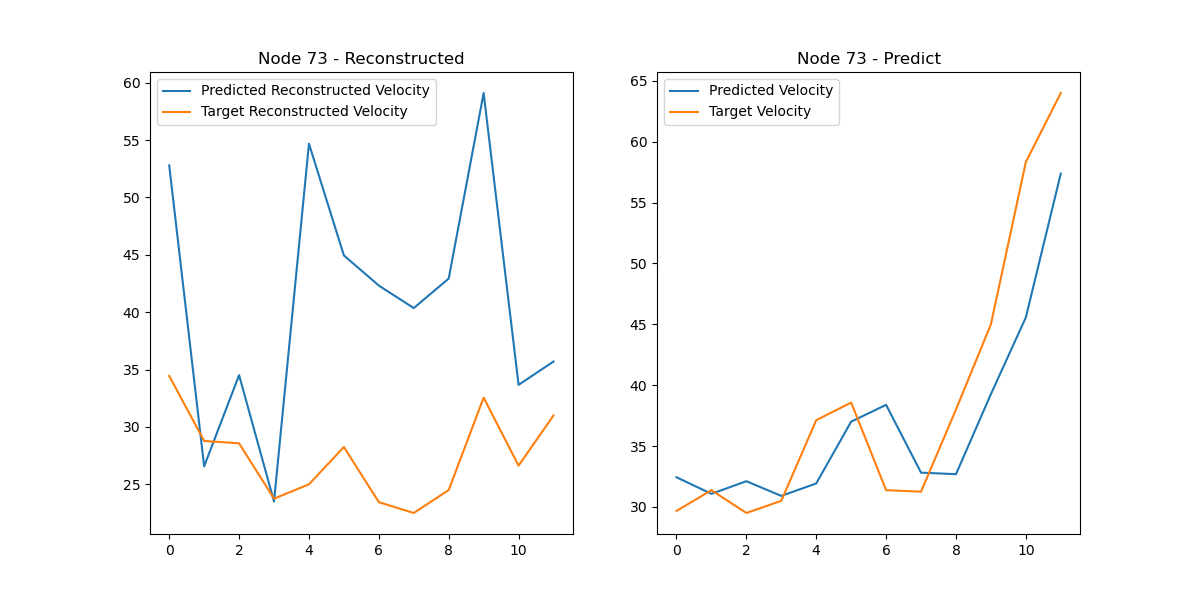 Node 73 - Reconstructed
Predicted Reconstructed Velocity
Target Reconstructed Velocity
60
55
50
45
40
35
30
25
0 2 4 6 8 10
Node 73 - Predict
Predicted Velocity
Target Velocity
65
60
55
50
45
40
35
30
0 2 4 6 8 10